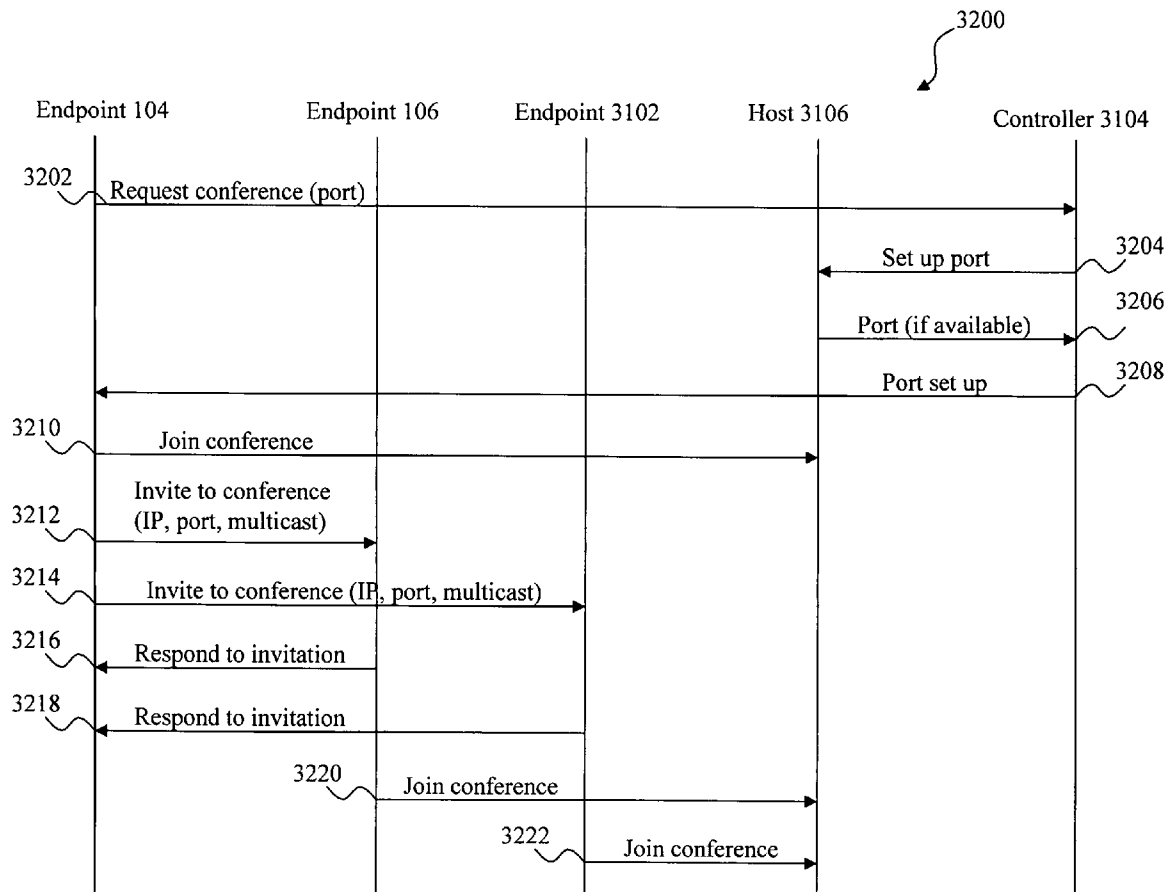 3200
Endpoint 104
Endpoint 106
Endpoint 3102
Host 3106
Controller 3104
3202
Request conference (port)
3204
Set up port
3206
Port (if available)
3208
Port set up
3210
Join conference
Invite to conference
3212
(IP, port, multicast)
3214
Invite to conference (IP, port, multicast)
3216
Respond to invitation
3218
Respond to invitation
3220
Join conference
3222
Join conference